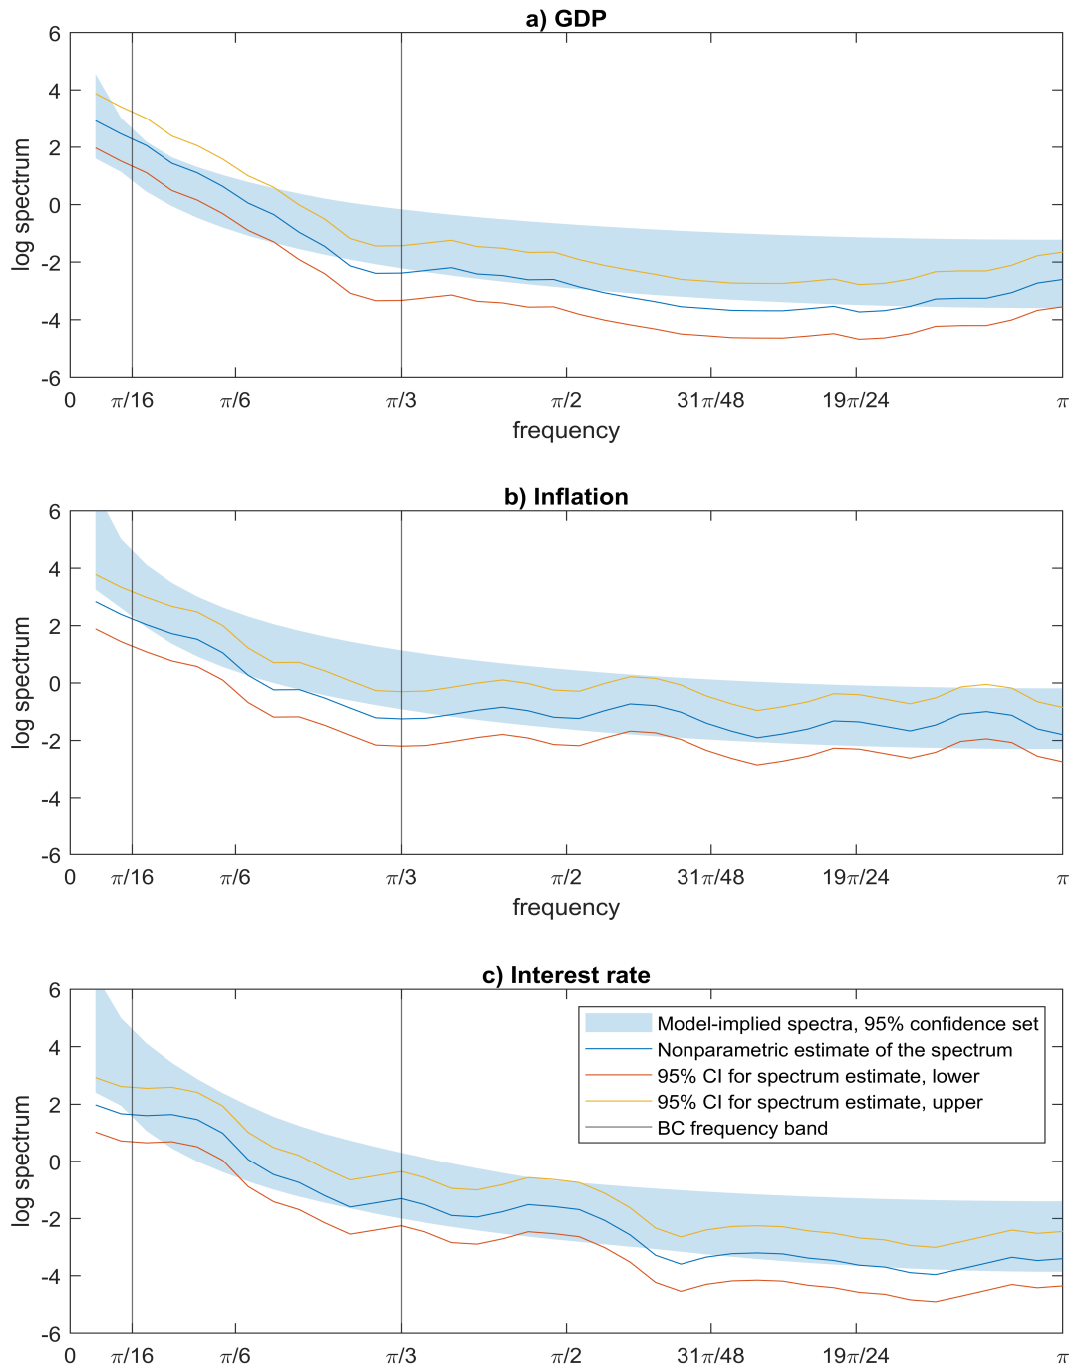 a) GDP
6
4
2
0
-2
-4
-6
log spectrum
0 π/16 π/6 π/3 π/2 31π/48 19π/24 π
frequency
b) Inflation
6
4
2
0
-2
-4
-6
log spectrum
0 π/16 π/6 π/3 π/2 31π/48 19π/24 π
frequency
c) Interest rate
6
4
2
0
-2
-4
-6
log spectrum
Model-implied spectra, 95% confidence set
Nonparametric estimate of the spectrum
95% CI for spectrum estimate, lower
95% CI for spectrum estimate, upper
BC frequency band
0 π/16 π/6 π/3 π/2 31π/48 19π/24 π